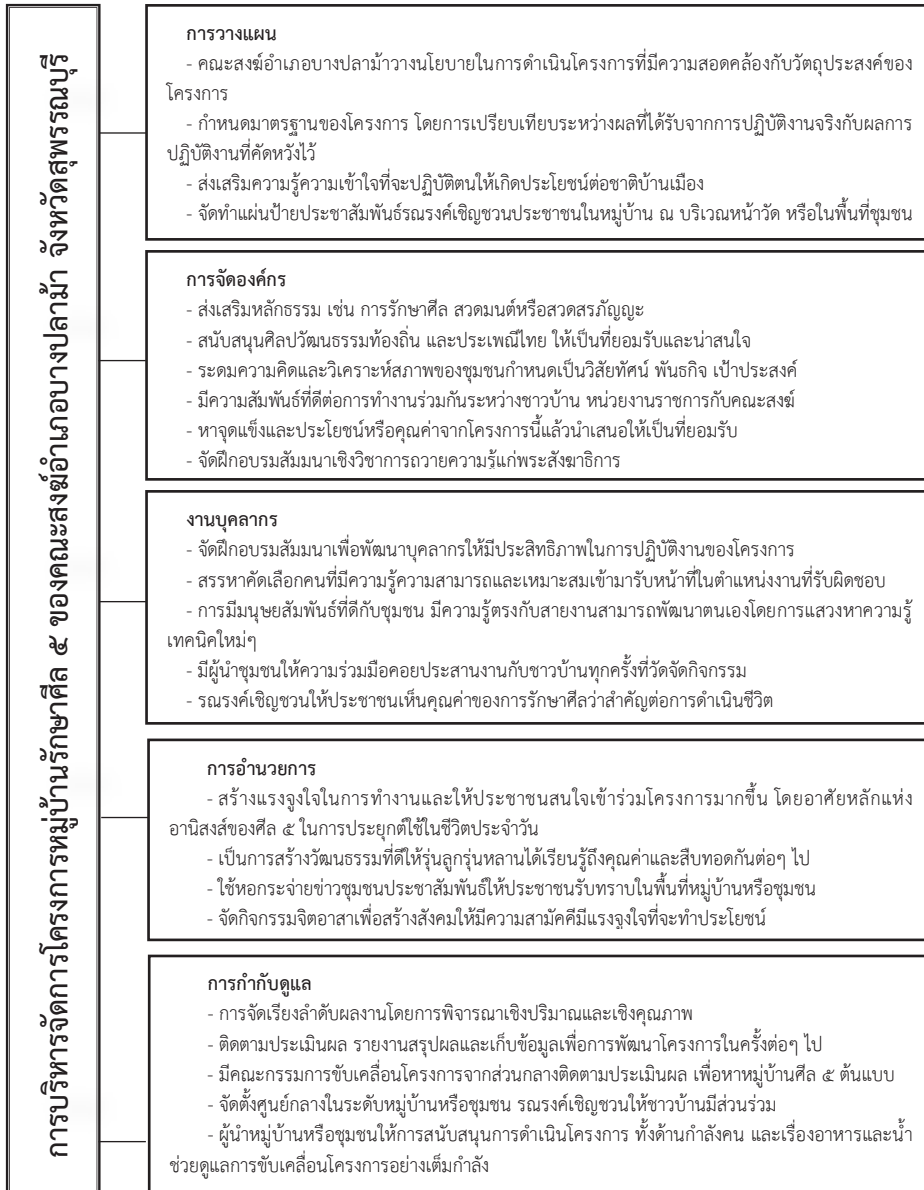 การบริหารจัดการโครงการหมู่บ้านรักษาศีล ๕ ของคณะสงฆ์อำเภอบางปลาม้า จังหวัดสุพรรณบุรี
การวางแผน
- คณะสงฆ์อำเภอบางปลาม้าวางนโยบายในการดำเนินโครงการที่มีความสอดคล้องกับวัตถุประสงค์ของ
โครงการ
- กำหนดมาตรฐานของโครงการ โดยการเปรียบเทียบระหว่างผลที่ได้รับจากการปฏิบัติงานจริงกับผลการ
ปฏิบัติงานที่คัดหวังไว้
- ส่งเสริมความรู้ความเข้าใจที่จะปฏิบัติตนให้เกิดประโยชน์ต่อชาติบ้านเมือง
- จัดทำแผ่นป้ายประชาสัมพันธ์รณรงค์เชิญชวนประชาชนในหมู่บ้าน ณ บริเวณหน้าวัด หรือในพื้นที่ชุมชน
การจัดองค์กร
- ส่งเสริมหลักธรรม เช่น การรักษาศีล สวดมนต์หรือสวดสรภัญญะ
- สนับสนุนศิลปวัฒนธรรมท้องถิ่น และประเพณีไทย ให้เป็นที่ยอมรับและน่าสนใจ
- ระดมความคิดและวิเคราะห์สภาพของชุมชนกำหนดเป็นวิสัยทัศน์ พันธกิจ เป้าประสงค์
- มีความสัมพันธ์ที่ดีต่อการทำงานร่วมกันระหว่างชาวบ้าน หน่วยงานราชการกับคณะสงฆ์
- หาจุดแข็งและประโยชน์หรือคุณค่าจากโครงการนี้แล้วนำเสนอให้เป็นที่ยอมรับ
- จัดฝึกอบรมสัมมนาเชิงวิชาการถวายความรู้แก่พระสังฆาธิการ
งานบุคลากร
- จัดฝึกอบรมสัมมนาเพื่อพัฒนาบุคลากรให้มีประสิทธิภาพในการปฏิบัติงานของโครงการ
- สรรหาคัดเลือกคนที่มีความรู้ความสามารถและเหมาะสมเข้ามารับหน้าที่ในตำแหน่งงานที่รับผิดชอบ
- การมีมนุษยสัมพันธ์ที่ดีกับชุมชน มีความรู้ตรงกับสายงานสามารถพัฒนาตนเองโดยการแสวงหาความรู้
เทคนิคใหม่ๆ
- มีผู้นำชุมชนให้ความร่วมมือคอยประสานงานกับชาวบ้านทุกครั้งที่วัดจัดกิจกรรม
- รณรงค์เชิญชวนให้ประชาชนเห็นคุณค่าของการรักษาศีลว่าสำคัญต่อการดำเนินชีวิต
การอำนวยการ
- สร้างแรงจูงใจในการทำงานและให้ประชาชนสนใจเข้าร่วมโครงการมากขึ้น โดยอาศัยหลักแห่ง
อานิสงส์ของศีล ๕ ในการประยุกต์ใช้ในชีวิตประจำวัน
- เป็นการสร้างวัฒนธรรมที่ดีให้รุ่นลูกรุ่นหลานได้เรียนรู้ถึงคุณค่าและสืบทอดกันต่อๆ ไป
- ใช้หอกระจ่ายข่าวชุมชนประชาสัมพันธ์ให้ประชาชนรับทราบในพื้นที่หมู่บ้านหรือชุมชน
- จัดกิจกรรมจิตอาสาเพื่อสร้างสังคมให้มีความสามัคคีมีแรงจูงใจที่จะทำประโยชน์
การกำกับดูแล
- การจัดเรียงลำดับผลงานโดยการพิจารณาเชิงปริมาณและเชิงคุณภาพ
- ติดตามประเมินผล รายงานสรุปผลและเก็บข้อมูลเพื่อการพัฒนาโครงการในครั้งต่อๆ ไป
- มีคณะกรรมการขับเคลื่อนโครงการจากส่วนกลางติดตามประเมินผล เพื่อหาหมู่บ้านศีล ๕ ต้นแบบ
- จัดตั้งศูนย์กลางในระดับหมู่บ้านหรือชุมชน รณรงค์เชิญชวนให้ชาวบ้านมีส่วนร่วม
- ผู้นำหมู่บ้านหรือชุมชนให้การสนับสนุนการดำเนินโครงการ ทั้งด้านกำลังคน และเรื่องอาหารและน้ำ
ช่วยดูแลการขับเคลื่อนโครงการอย่างเต็มกำลัง